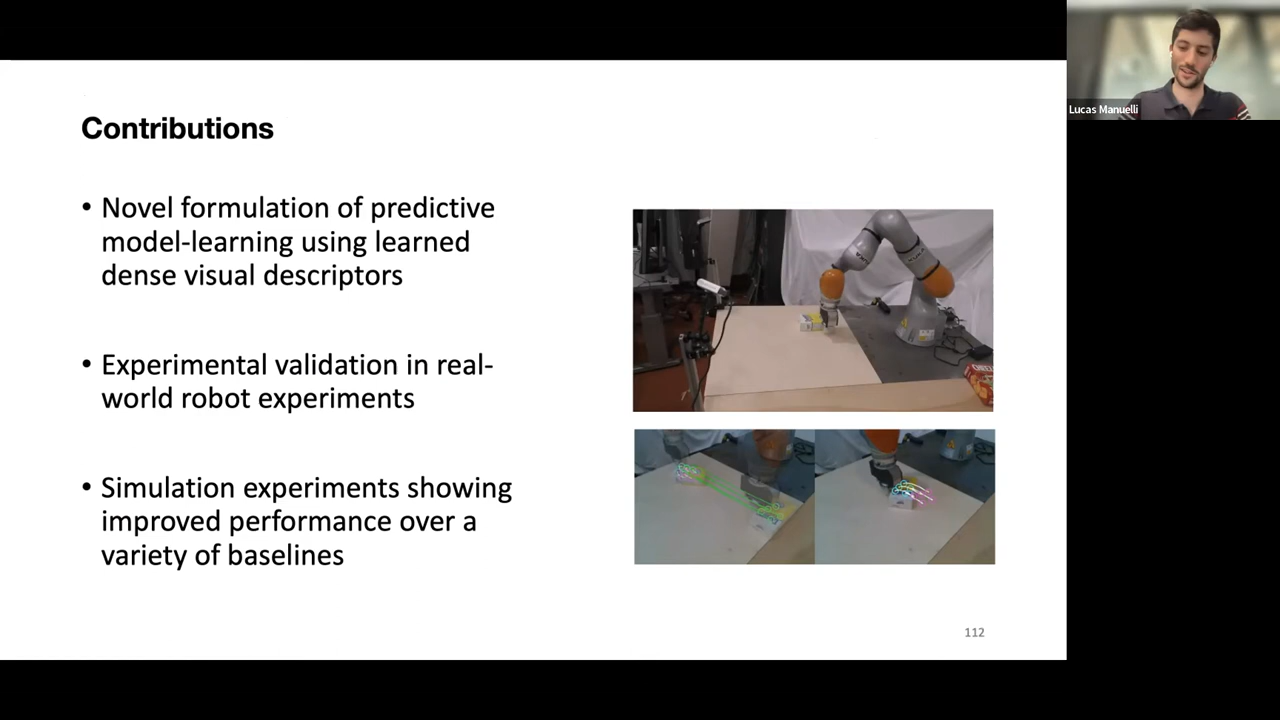 Lucas Manuelli
Contributions
• Novel formulation of predictive
model-learning using learned
dense visual descriptors
• Experimental validation in real-
world robot experiments
• Simulation experiments showing
improved performance over a
variety of baselines
112